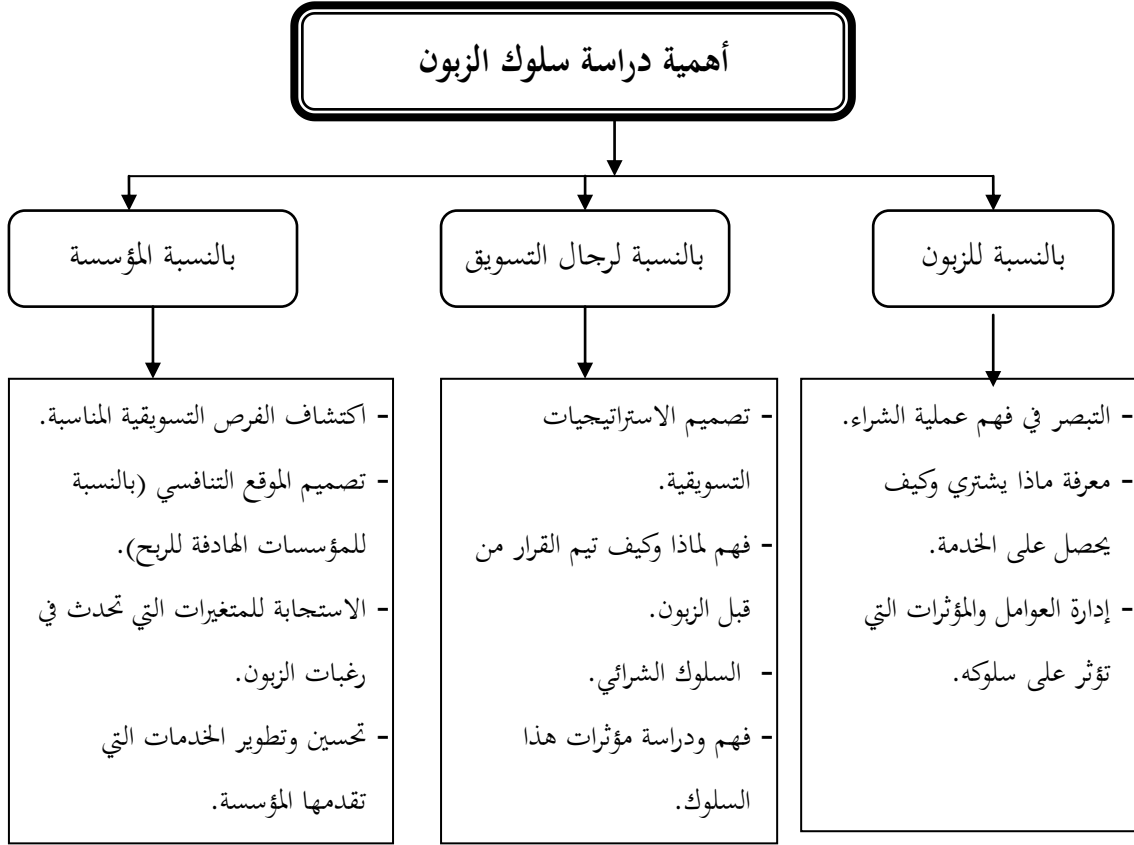 أهمية دراسة سلوك الزبون
بالنسبة للزبون
بالنسبة لرجال التسويق
بالنسبة المؤسسة
- التبصر في فهم عملية الشراء.
- معرفة ماذا يشتري وكيف
يحصل على الخدمة.
- إدارة العوامل والمؤثرات التي
تؤثر على سلوكه.
- تصميم الاستراتيجيات
التسويقية.
- فهم لماذا وكيف تيم القرار من
قبل الزبون.
- السلوك الشرائي.
- فهم ودراسة مؤثرات هذا
السلوك.
- اكتشاف الفرص التسويقية المناسبة.
- تصميم الموقع التنافسي (بالنسبة
للمؤسسات الهادفة للربح).
- الاستجابة للمتغيرات التي تحدث في
رغبات الزبون.
- تحسين وتطوير الخدمات التي
تقدمها المؤسسة.